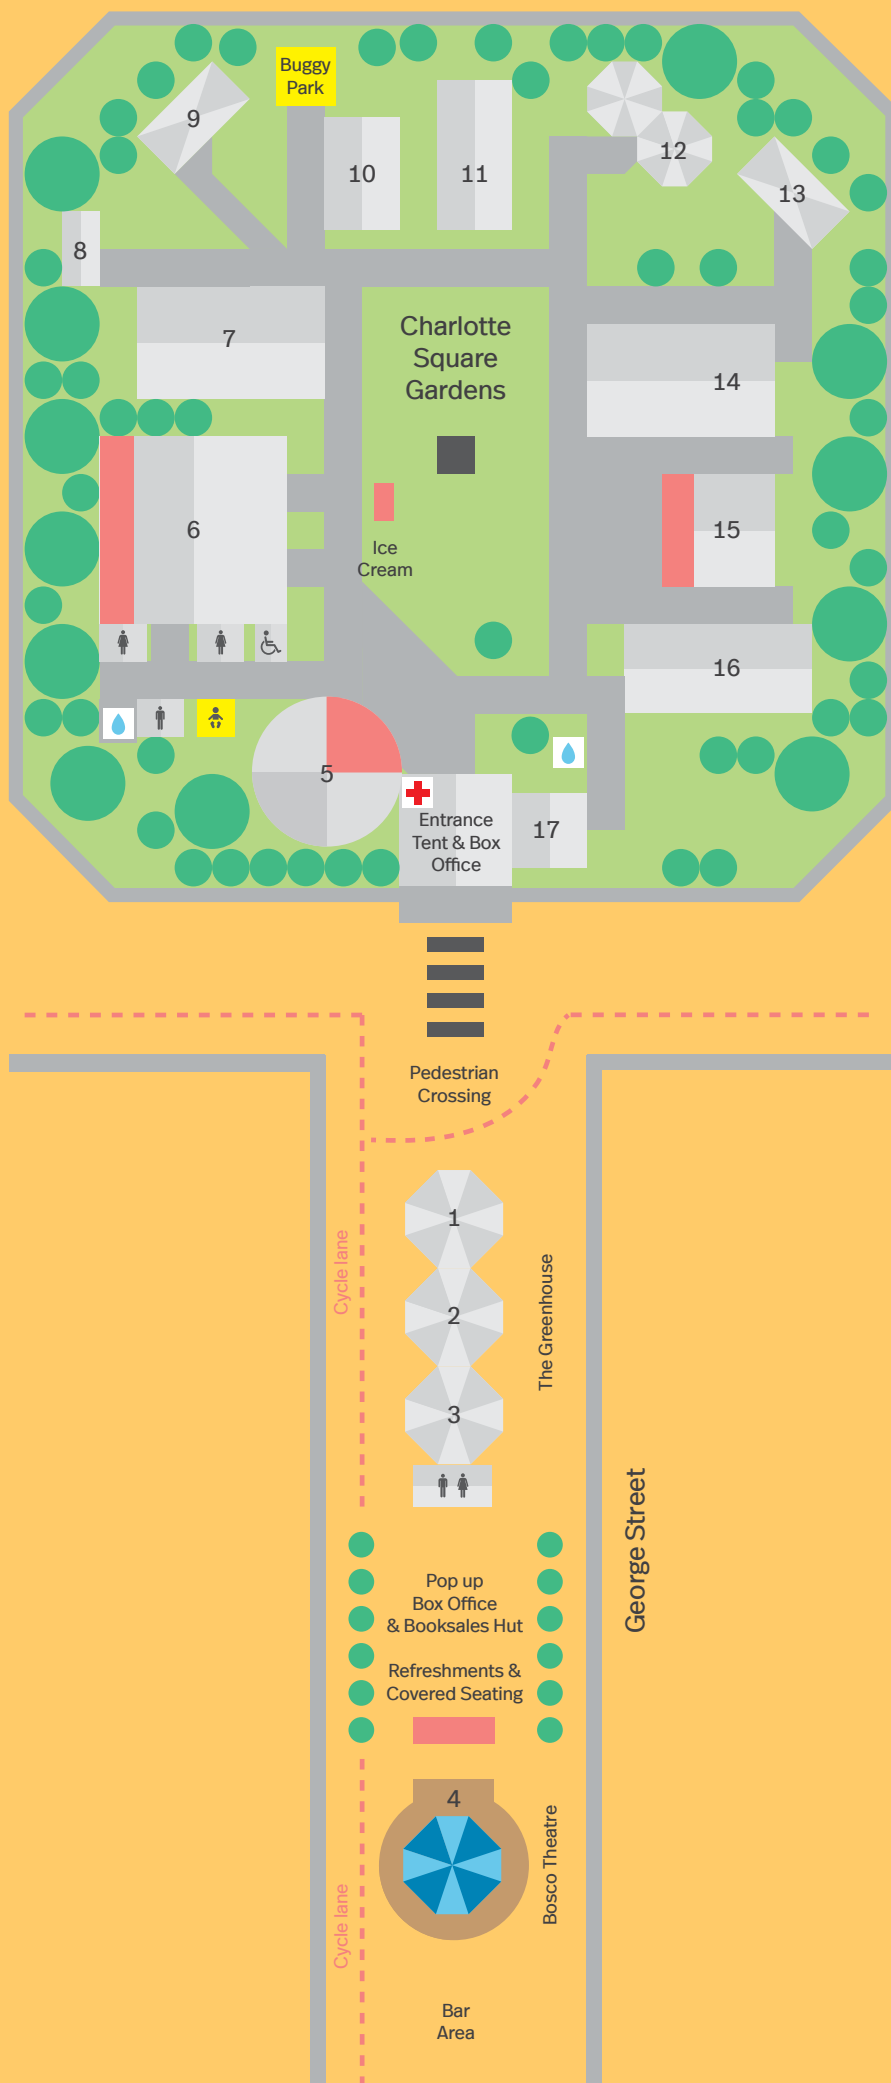 Buggy
Park
9
10
11
12
13
8
7
Charlotte
Square
Gardens
14
6
Ice
Cream
15
16
5
Entrance
Tent & Box
Office
17
Pedestrian
Crossing
Cycle lane
1
2
3
The Greenhouse
George Street
Pop up
Box Office
& Booksales Hut
Refreshments &
Covered Seating
4
Bosco Theatre
Cycle lane
Bar
Area